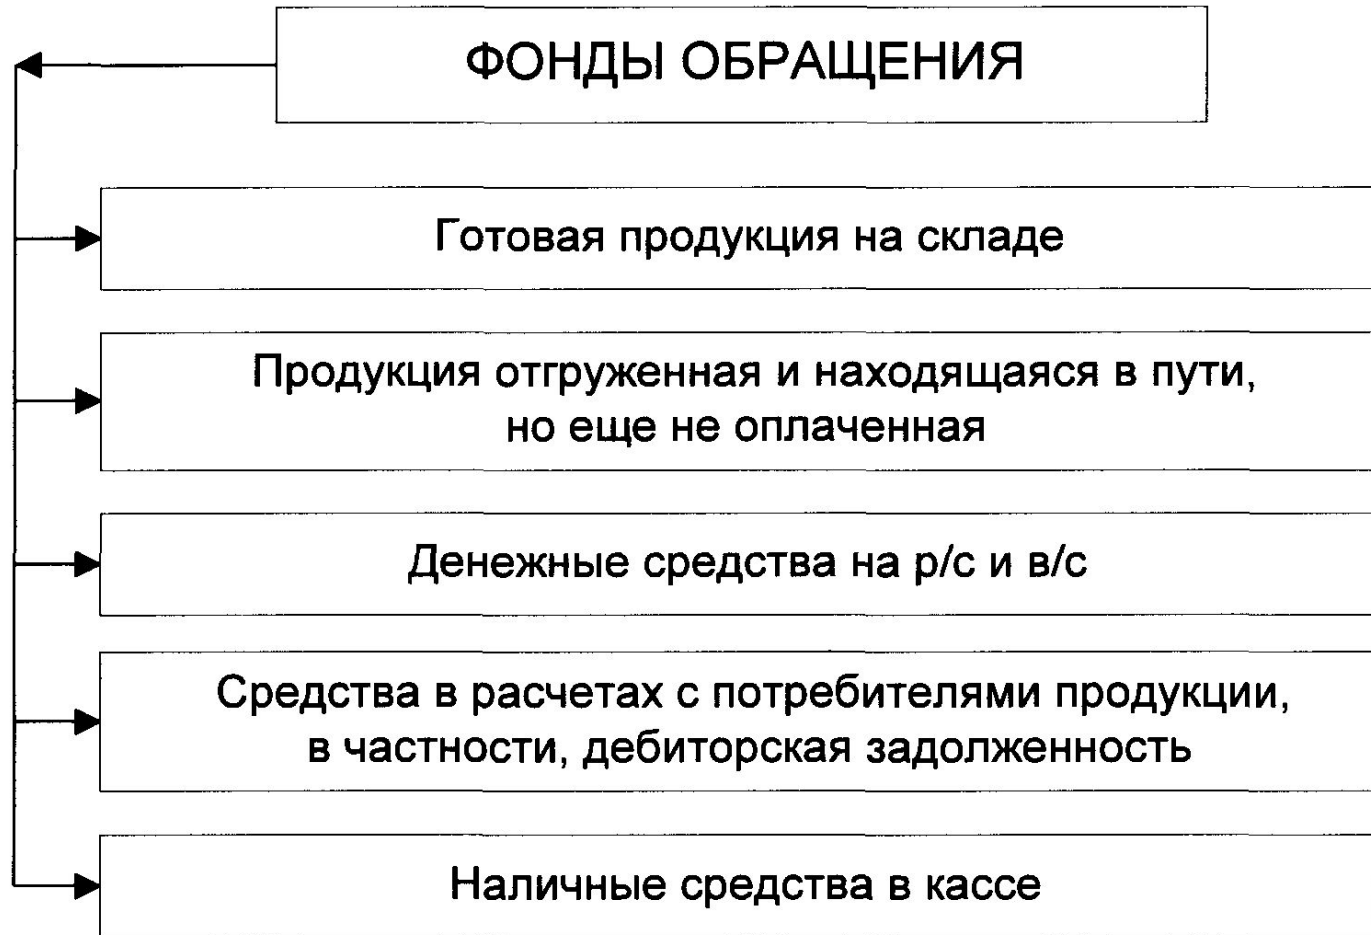 ФОНДЫ ОБРАЩЕНИЯ
Готовая продукция на складе
Продукция отгруженная и находящаяся в пути,
но еще не оплаченная
Денежные средства на р/с и в/с
Средства в расчетах с потребителями продукции,
в частности, дебиторская задолженность
Наличные средства в кассе